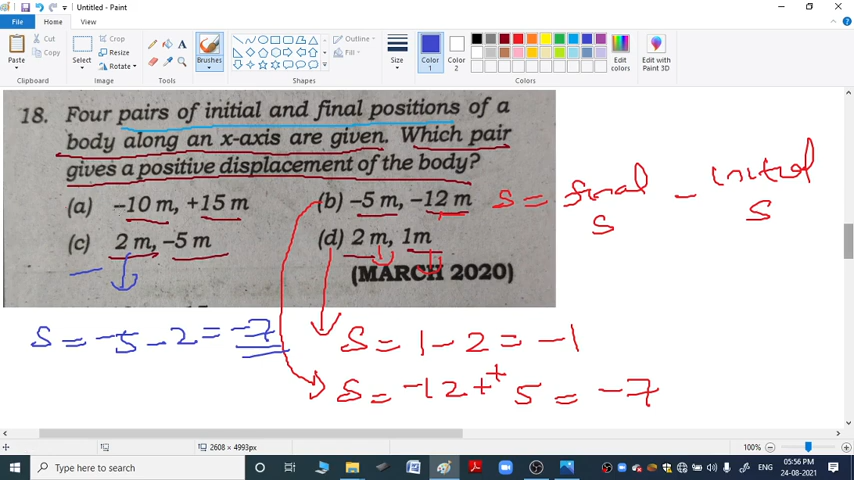 Untitled - Paint
File Home View
Paste
Cut
Copy
Clipboard
Select
Crop
Resize
Rotate
Image
A
Tools
Brushes
Shapes
Outline
Fill
Size
Color 1
Color 2
Colors
Edit colors
Edit with Paint 3D
18. Four pairs of initial and final positions of a
body along an x-axis are given. Which pair
gives a positive displacement of the body?
(a) –10 m, +15 m (b) –5 m, –12 m
(c) 2 m, –5 m (d) 2 m, 1m
(MARCH 2020)
S = final S - initial S
S = -5 - 2 = -7
S = 1 - 2 = -1
S = -12 + + 5 = -7
2608 × 4993px
100%
Type here to search
ENG
05:56 PM
24-08-2021